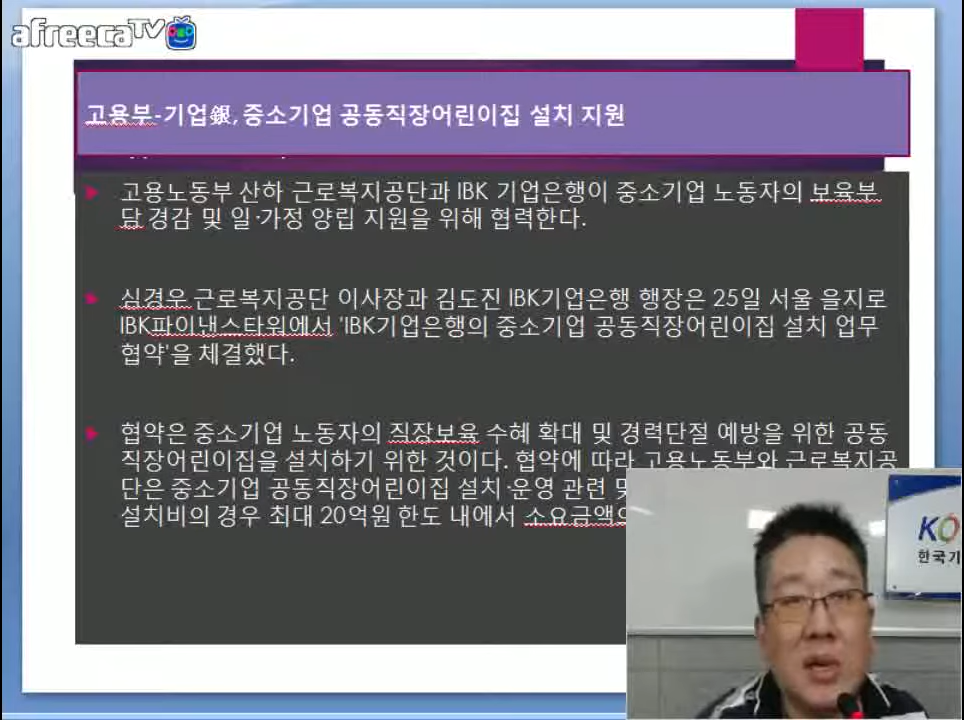 afreecaTV
고용부-기업銀, 중소기업 공동직장어린이집 설치 지원
고용노동부 산하 근로복지공단과 IBK 기업은행이 중소기업 노동자의 보육부
담 경감 및 일·가정 양립 지원을 위해 협력한다.
심경우 근로복지공단 이사장과 김도진 IBK기업은행 행장은 25일 서울 을지로
IBK파이낸스타워에서 'IBK기업은행의 중소기업 공동직장어린이집 설치 업무
협약'을 체결했다.
협약은 중소기업 노동자의 직장보육 수혜 확대 및 경력단절 예방을 위한 공동
직장어린이집을 설치하기 위한 것이다. 협약에 따라 고용노동부와 근로복지공
단은 중소기업 공동직장어린이집 설치·운영 관련
설치비의 경우 최대 20억원 한도 내에서 소요금액
KO
한국기